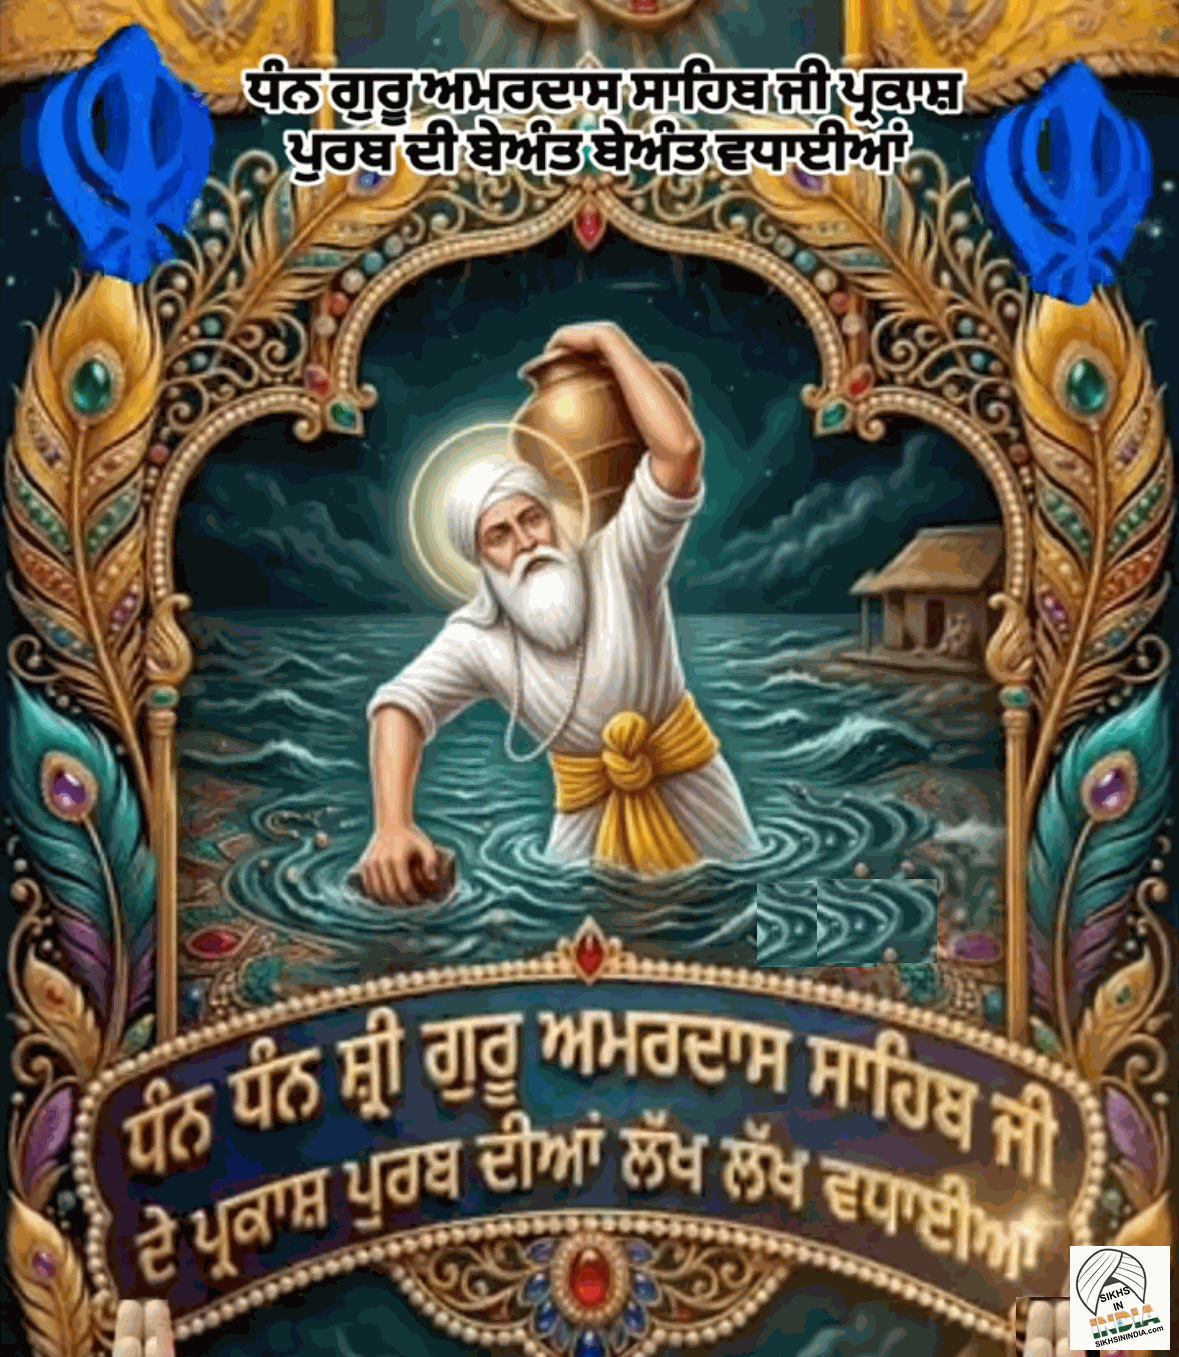 ਧੰਨ ਗੁਰੂ ਅਮਰਦਾਸ ਸਾਹਿਬ ਜੀ ਪ੍ਰਕਾਸ਼
ਪੁਰਬ ਦੀ ਬੇਅੰਤ ਬੇਅੰਤ ਵਧਾਈਆਂ
ਧੰਨ ਧੰਨ ਸ਼੍ਰੀ ਗੁਰੂ ਅਮਰਦਾਸ ਸਾਹਿਬ ਜੀ
ਦੇ ਪ੍ਰਕਾਸ਼ ਪੁਰਬ ਦੀਆਂ ਲੱਖ ਲੱਖ ਵਧਾਈਆਂ
SIKHS
IN
INDIA
SIKHSININDIA.com